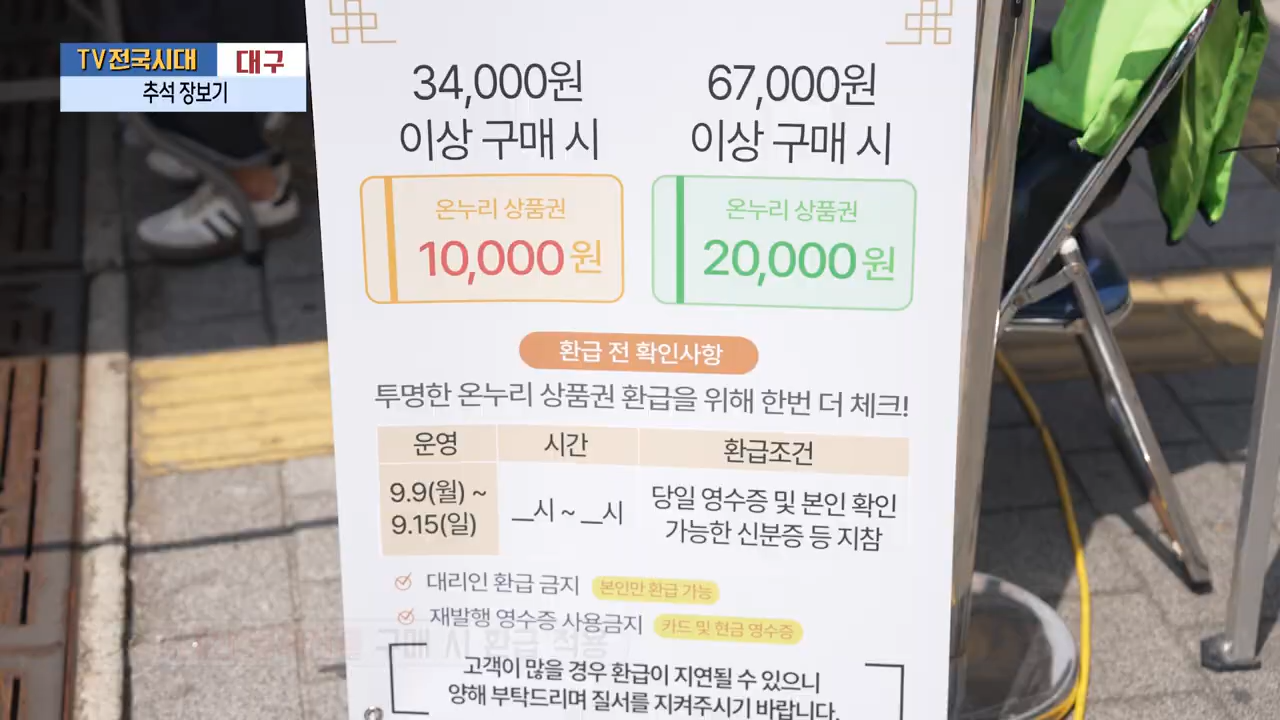 TV전국시대 대구
추석 장보기
34,000원
이상 구매 시
온누리 상품권
10,000원
67,000원
이상 구매 시
온누리 상품권
20,000원
환급 전 확인사항
투명한 온누리 상품권 환급을 위해 한번 더 체크!
운영 시간 환급조건
9.9(월) ~
9.15(일)
__시 ~ __시
당일 영수증 및 본인 확인
가능한 신분증 등 지참
대리인 환급 금지 본인만 환급 가능
재발행 영수증 사용금지 카드 및 현금 영수증
구매 시 환급 적용
고객이 많을 경우 환급이 지연될 수 있으니
양해 부탁드리며 질서를 지켜주시기 바랍니다.